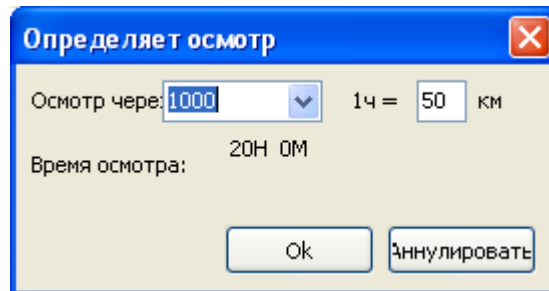 Определяет осмотр
Осмотр чере: 1000 1ч = 50 км
Время осмотра: 20H 0M
Ok Аннулировать